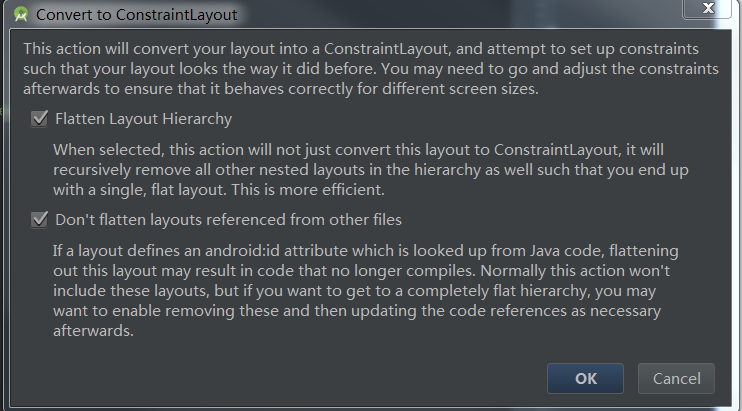 Convert to ConstraintLayout
X
This action will convert your layout into a ConstraintLayout, and attempt to set up constraints
such that your layout looks the way it did before. You may need to go and adjust the constraints
afterwards to ensure that it behaves correctly for different screen sizes.
Flatten Layout Hierarchy
When selected, this action will not just convert this layout to ConstraintLayout, it will
recursively remove all other nested layouts in the hierarchy as well such that you end up
with a single, flat layout. This is more efficient.
Don't flatten layouts referenced from other files
If a layout defines an android:id attribute which is looked up from Java code, flattening
out this layout may result in code that no longer compiles. Normally this action won't
include these layouts, but if you want to get to a completely flat hierarchy, you may
want to enable removing these and then updating the code references as necessary
afterwards.
OK
Cancel